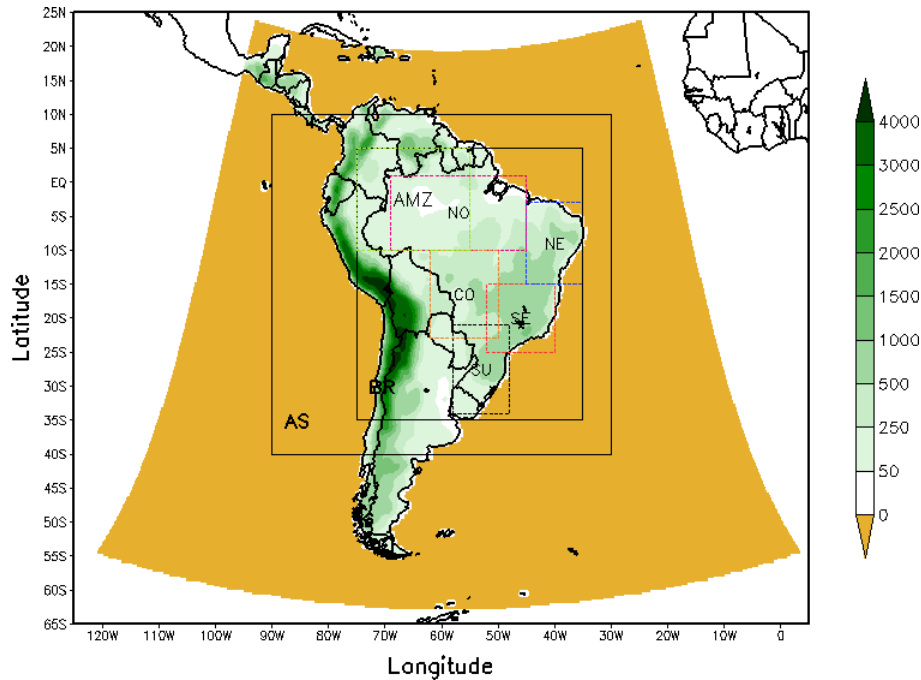 25N
20N
15N
10N
5N
EQ
5S
10S
15S
20S
25S
30S
35S
40S
45S
50S
55S
60S
65S
Latitude
AMZ
NO
NE
CO
SE
SU
BR
AS
120W
110W
100W
90W
80W
70W
60W
50W
40W
30W
20W
10W
0
Longitude
4000
3000
2000
1500
1000
500
250
50
0